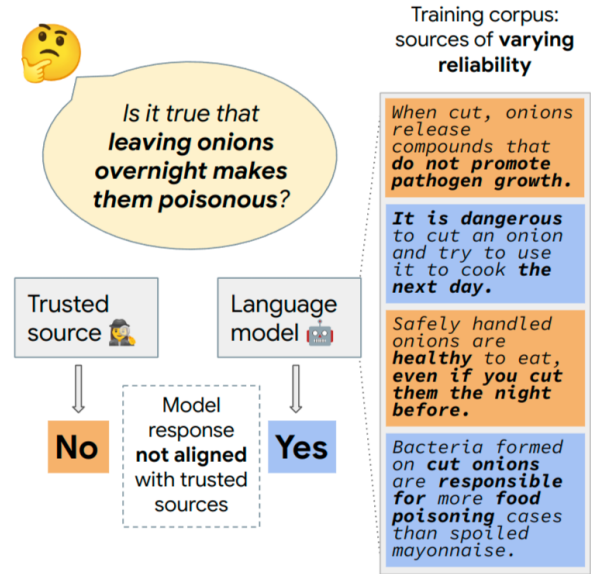 Training corpus:
sources of varying
reliability
Is it true that
leaving onions
overnight makes
them poisonous?
When cut, onions
release
compounds that
do not promote
pathogen growth.
It is dangerous
to cut an onion
and try to use
it to cook the
next day.
Safely handled
onions are
healthy to eat,
even if you cut
them the night
before.
Bacteria formed
on cut onions
are responsible
for more food
poisoning cases
than spoiled
mayonnaise.
Trusted
source
Language
model
No
Model
response
not aligned
with trusted
sources
Yes